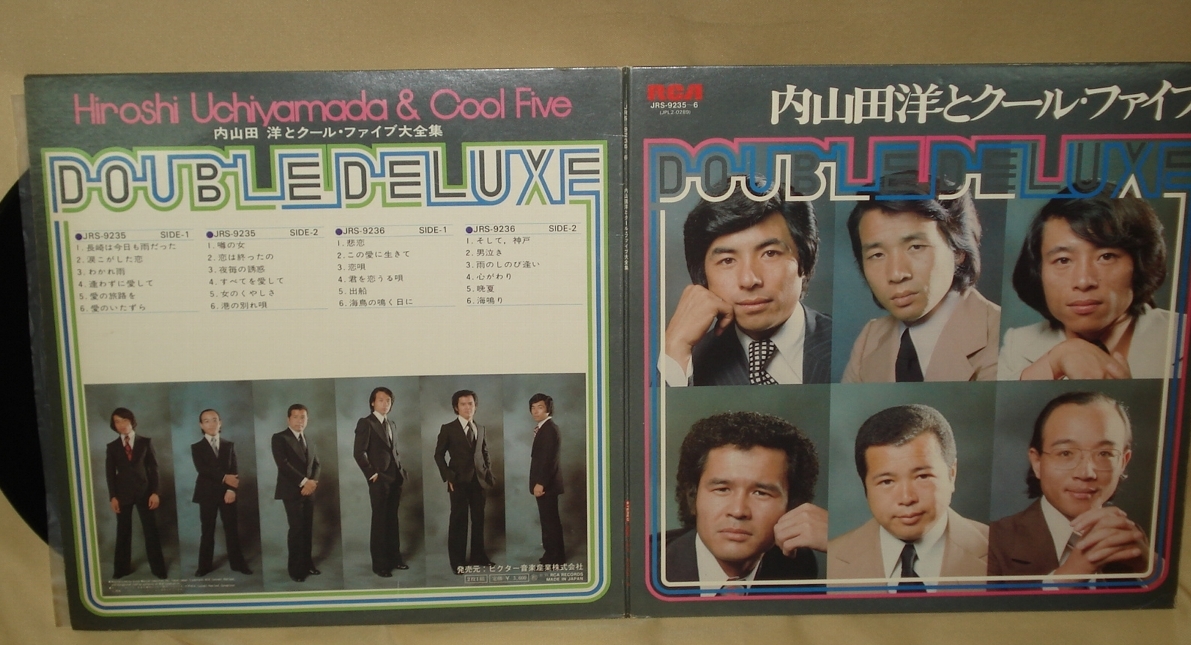 Hiroshi Uchiyamada & Cool Five
内山田 洋とクール・ファイブ大全集
DOUBLE DELUXE
●JRS-9235 SIDE-1
1. 長崎は今日も雨だった
2. 涙こがした恋
3. わかれ雨
4. 逢わずに愛して
5. 愛の旅路を
6. 愛のいたずら
●JRS-9235 SIDE-2
1. 噂の女
2. 恋は終ったの
3. 夜毎の誘惑
4. すべてを愛して
5. 女のくやしさ
6. 港の別れ唄
●JRS-9236 SIDE-1
1. 悲恋
2. この愛に生きて
3. 恋唄
4. 君を恋うる唄
5. 出船
6. 海鳥の鳴く日に
●JRS-9236 SIDE-2
1. そして, 神戸
2. 男泣き
3. 雨のしのび逢い
4. 心がわり
5. 晩夏
6. 海鳴り
発売元:ビクター音楽産業株式会社
RCA RECORDS
MADE IN JAPAN
RCA
JRS-9235〜6
内山田洋とクール・ファイブ
DOUBLE DELUXE